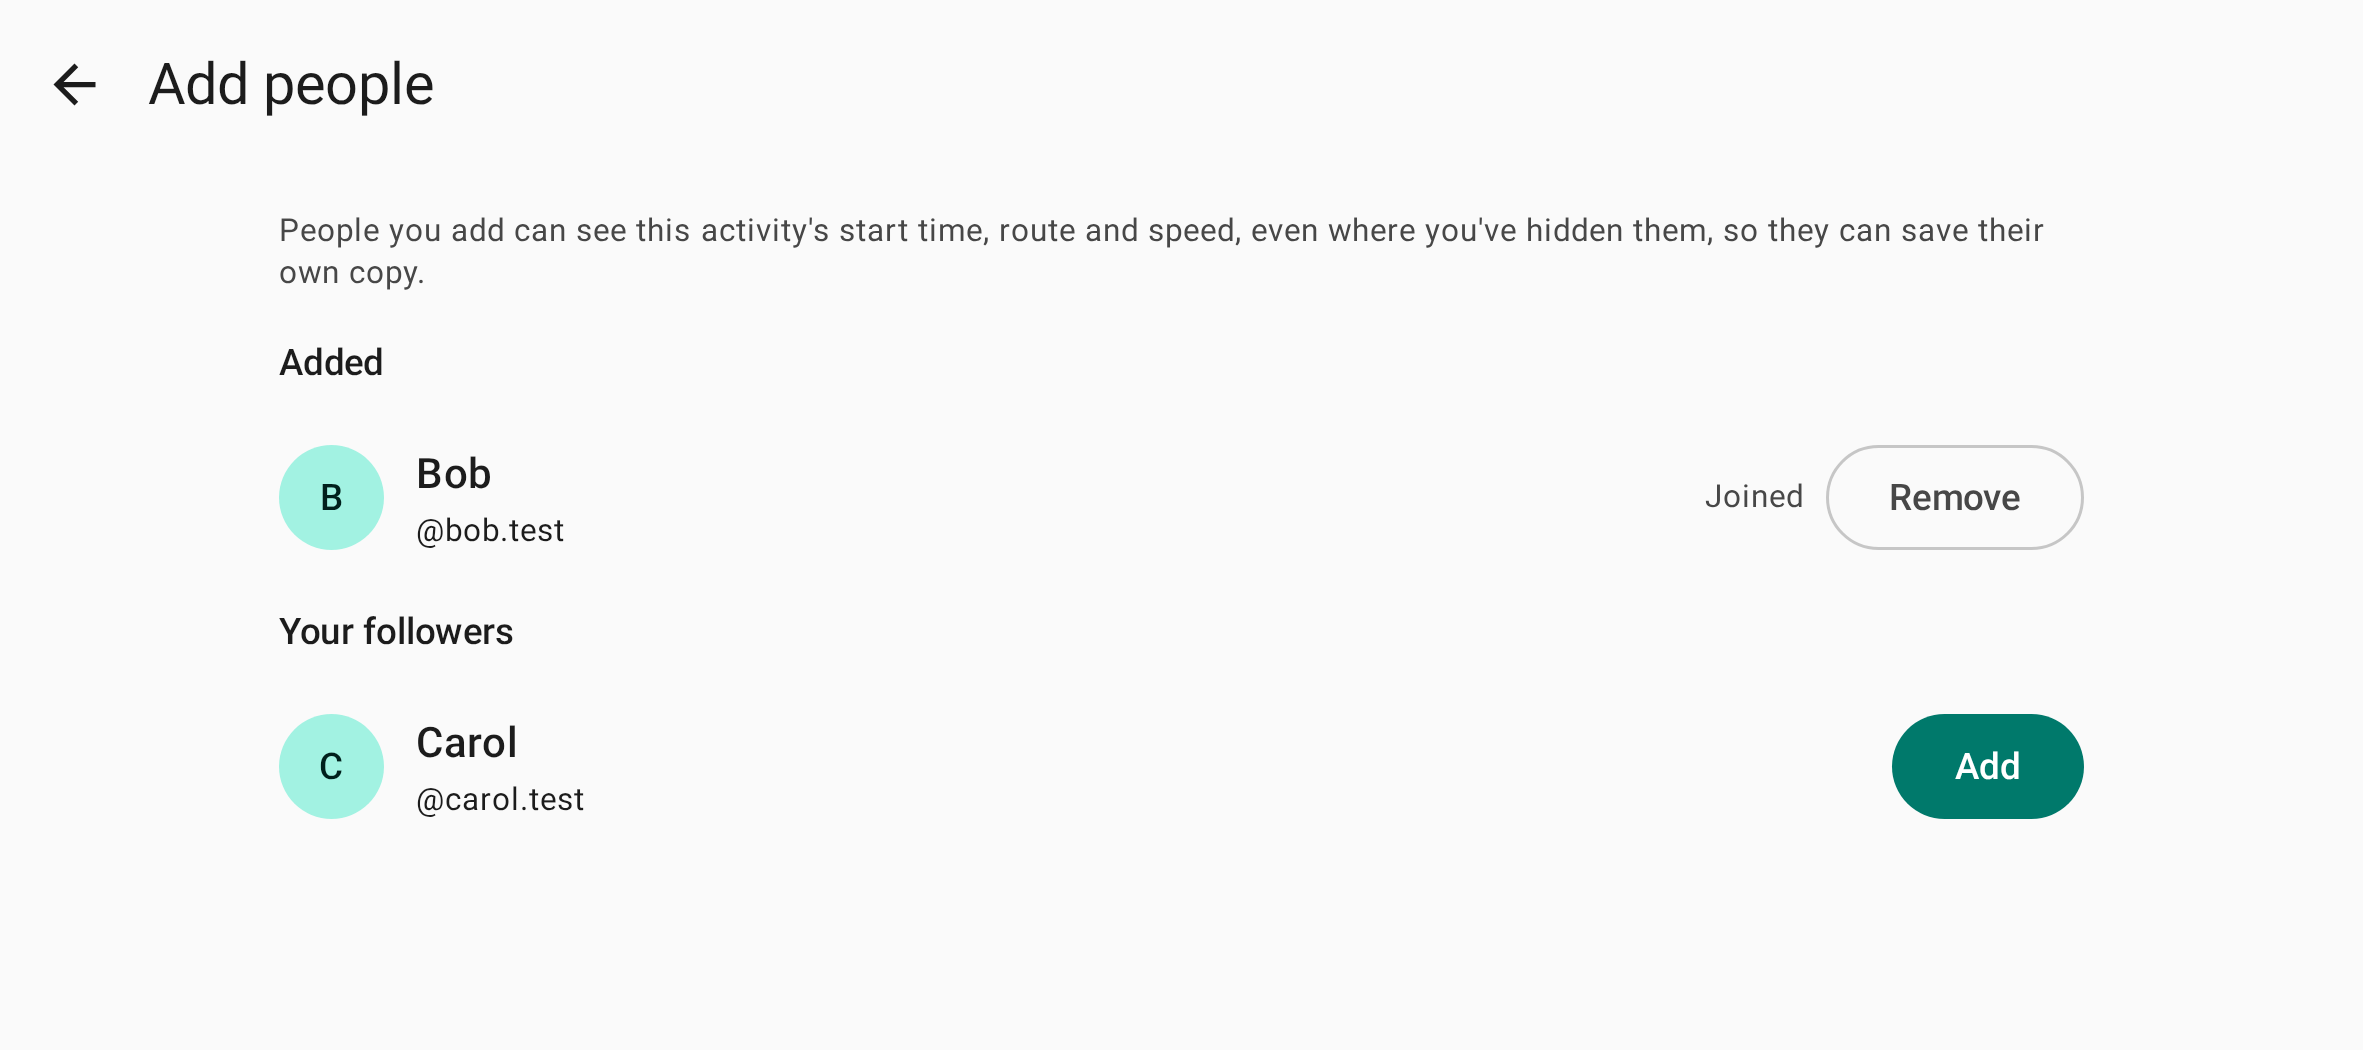 Add people
People you add can see this activity's start time, route and speed, even where you've hidden them, so they can save their
own copy.
Added
B
Bob
@bob.test
Joined
Remove
Your followers
C
Carol
@carol.test
Add